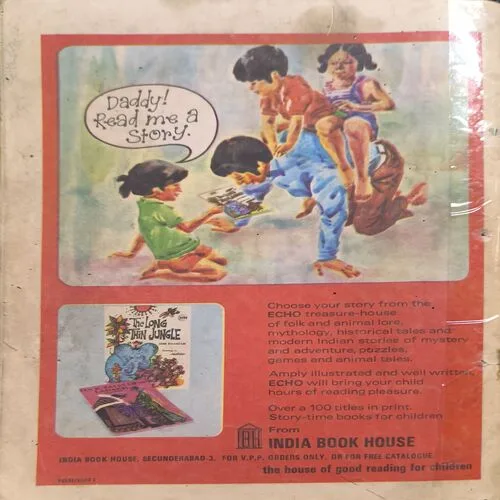 Daddy!
Read me a
Story.
The LONG
THIN JUNGLE
Choose your story from the
ECHO treasure-house
of folk and animal lore,
mythology, historical tales and
modern Indian stories of mystery
and adventure, puzzles,
games and animal tales.
Amply illustrated and well written,
ECHO will bring your child
hours of reading pleasure.
Over a 100 titles in print.
Story-time books for children
From
INDIA BOOK HOUSE
INDIA BOOK HOUSE, SECUNDERABAD-3. FOR V.P.P. ORDERS ONLY, OR FOR FREE CATALOGUE.
the house of good reading for children